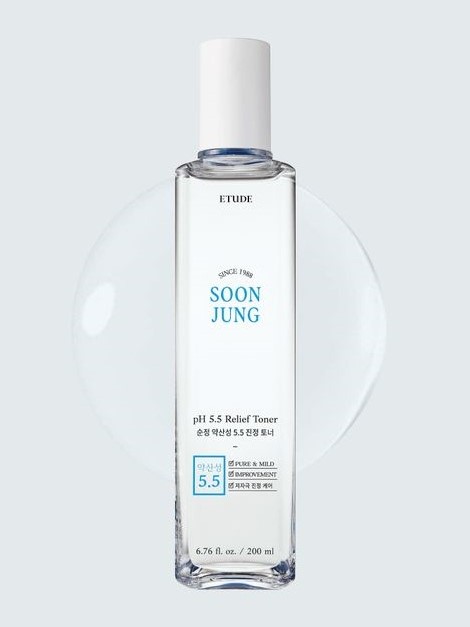 ETUDE
SINCE 1988
SOON
JUNG
pH 5.5 Relief Toner
순정 약산성 5.5 진정 토너
약산성
5.5
PURE & MILD
IMPROVEMENT
저자극 진정 케어
6.76 fl. oz. / 200 ml